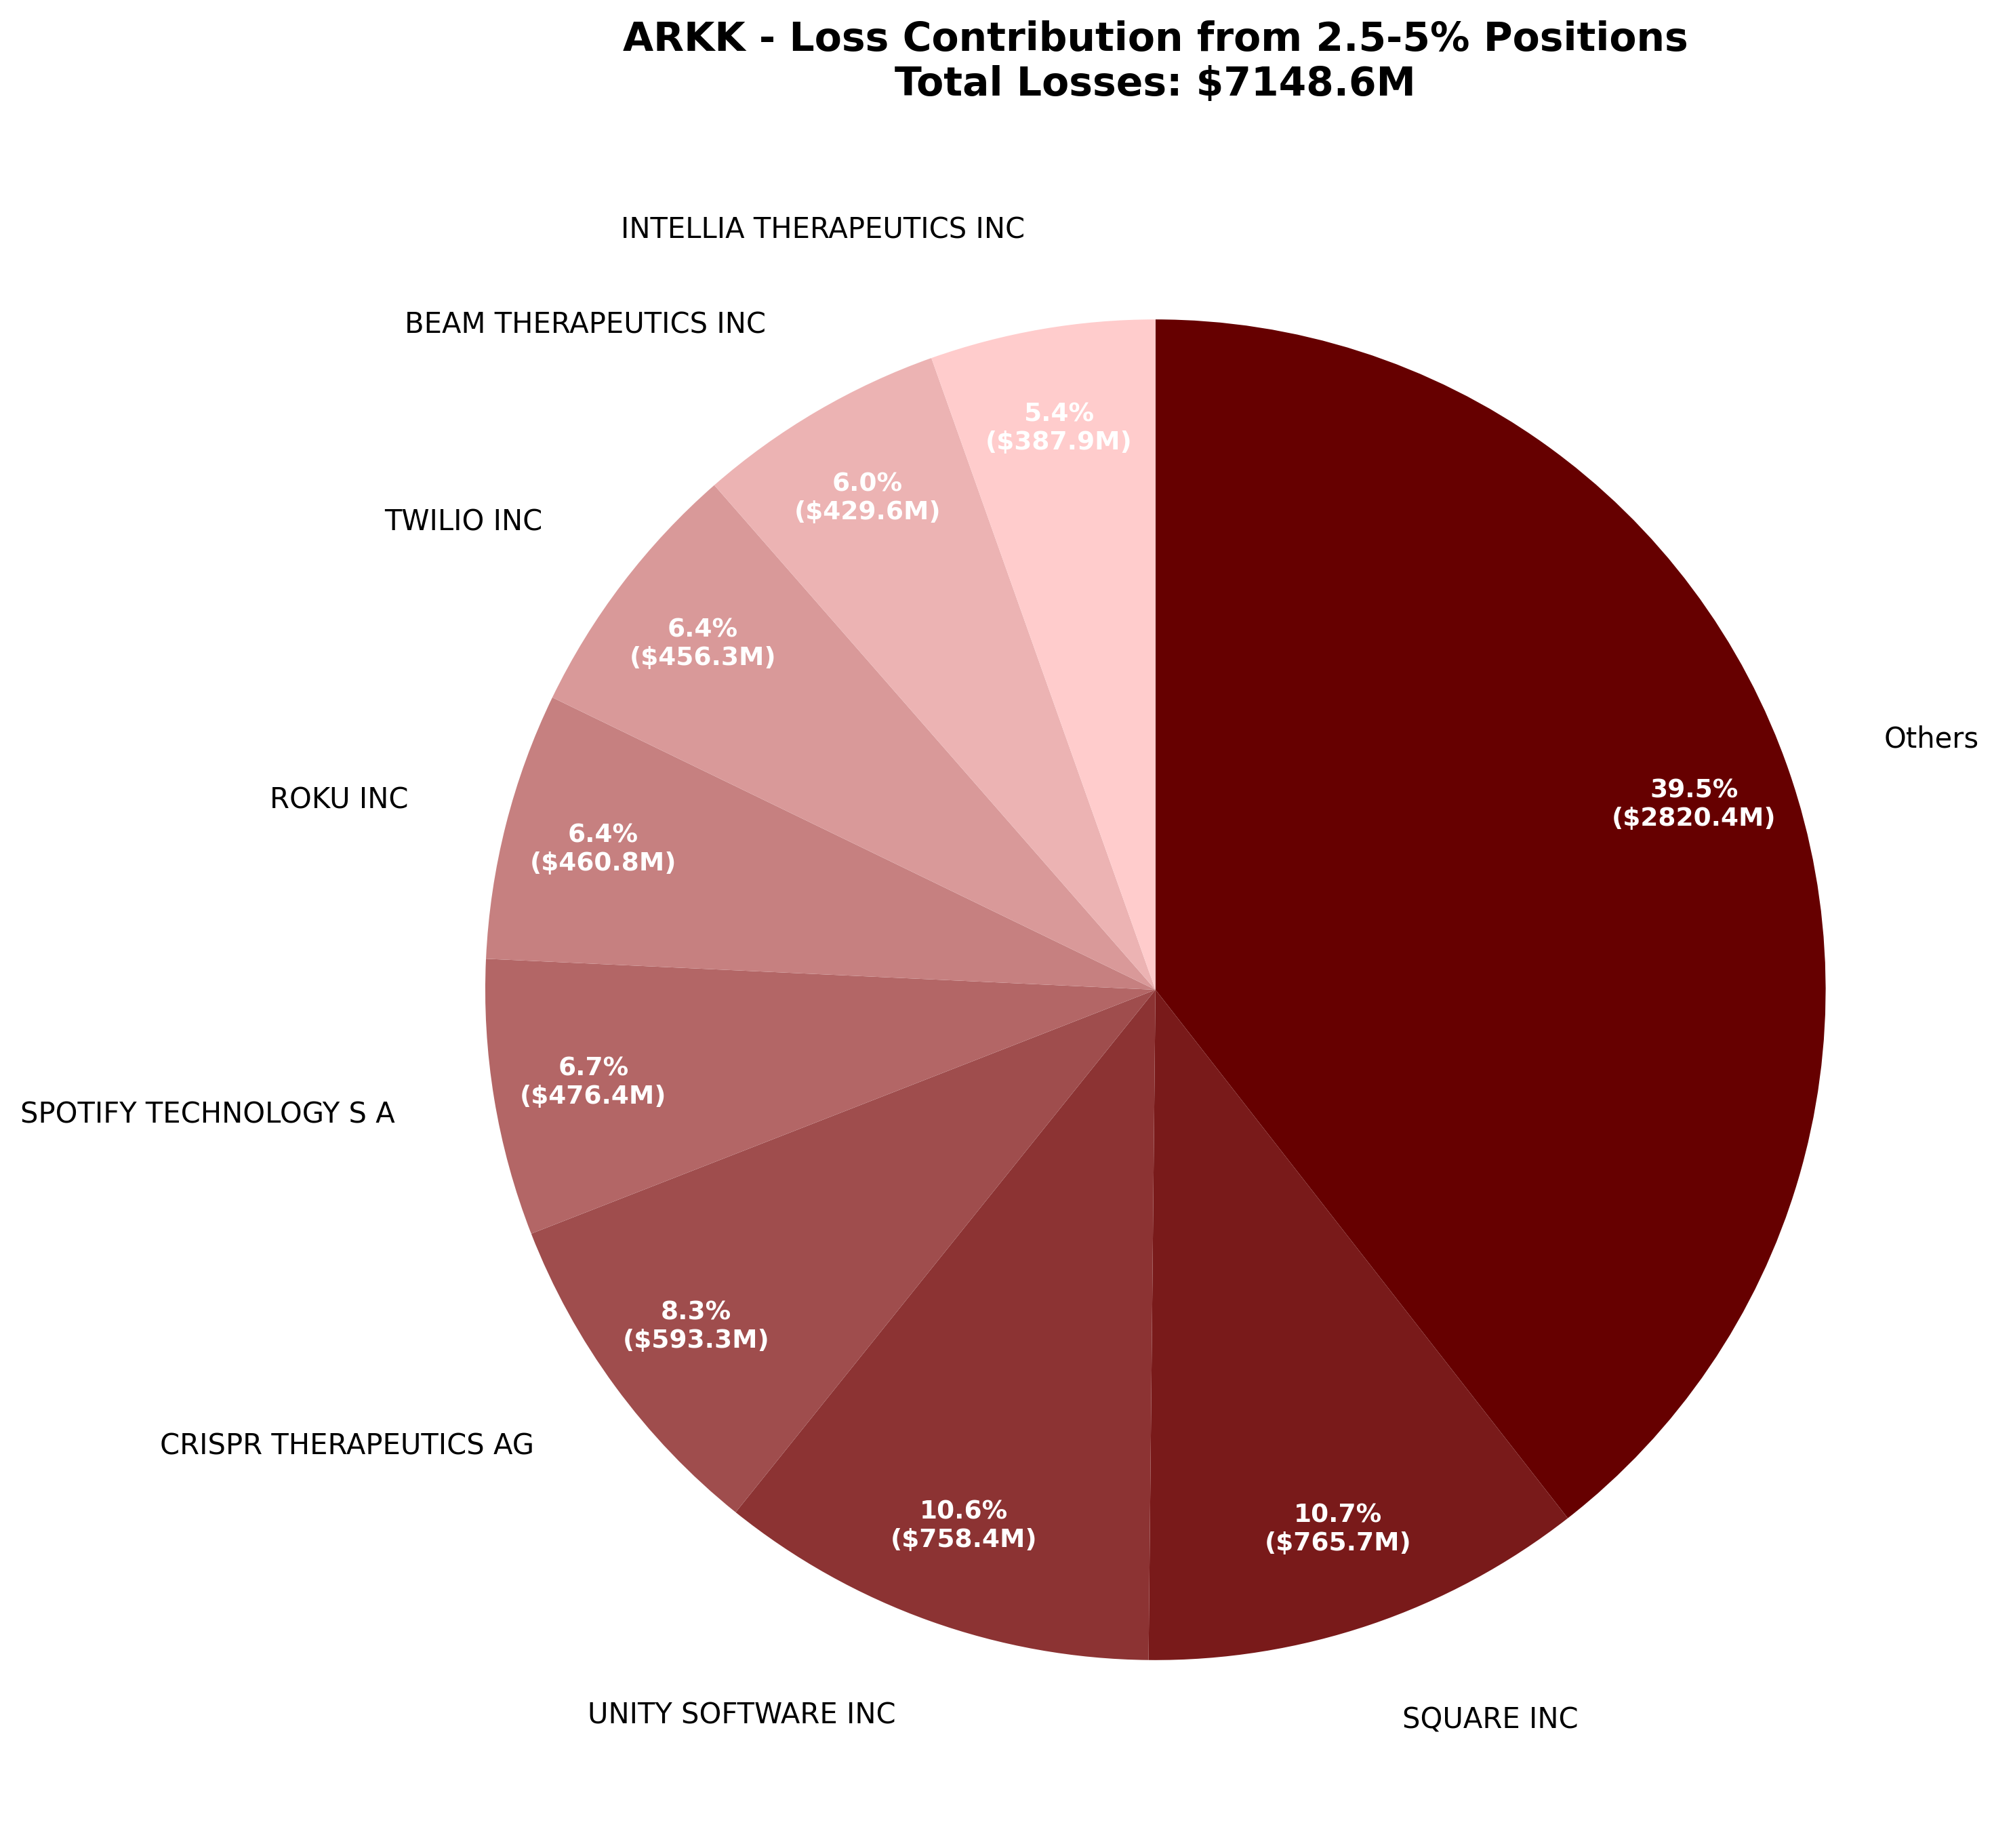 ARKK - Loss Contribution from 2.5-5% Positions
Total Losses: $7148.6M
INTELLIA THERAPEUTICS INC
5.4%
($387.9M)
BEAM THERAPEUTICS INC
6.0%
($429.6M)
TWILIO INC
6.4%
($456.3M)
ROKU INC
6.4%
($460.8M)
SPOTIFY TECHNOLOGY S A
6.7%
($476.4M)
CRISPR THERAPEUTICS AG
8.3%
($593.3M)
UNITY SOFTWARE INC
10.6%
($758.4M)
SQUARE INC
10.7%
($765.7M)
Others
39.5%
($2820.4M)